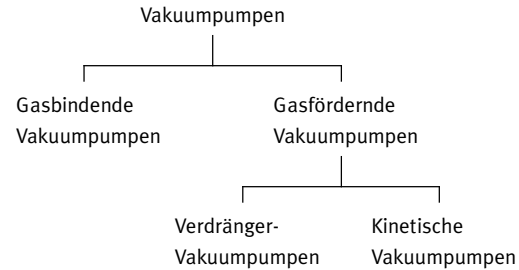 Vakuumpumpen
Gasbindende
Vakuumpumpen
Gasfördernde
Vakuumpumpen
Verdränger-
Vakuumpumpen
Kinetische
Vakuumpumpen